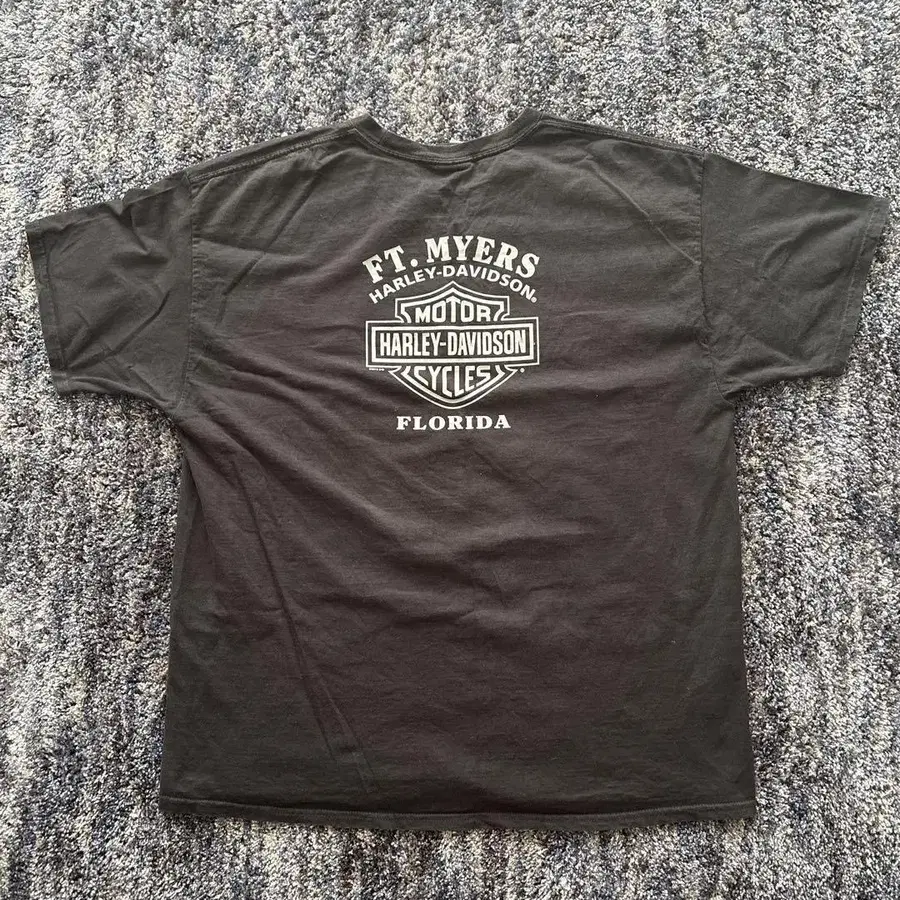 FT. MYERS
HARLEY-DAVIDSON®
MOTOR
HARLEY-DAVIDSON
CYCLES ®
FLORIDA